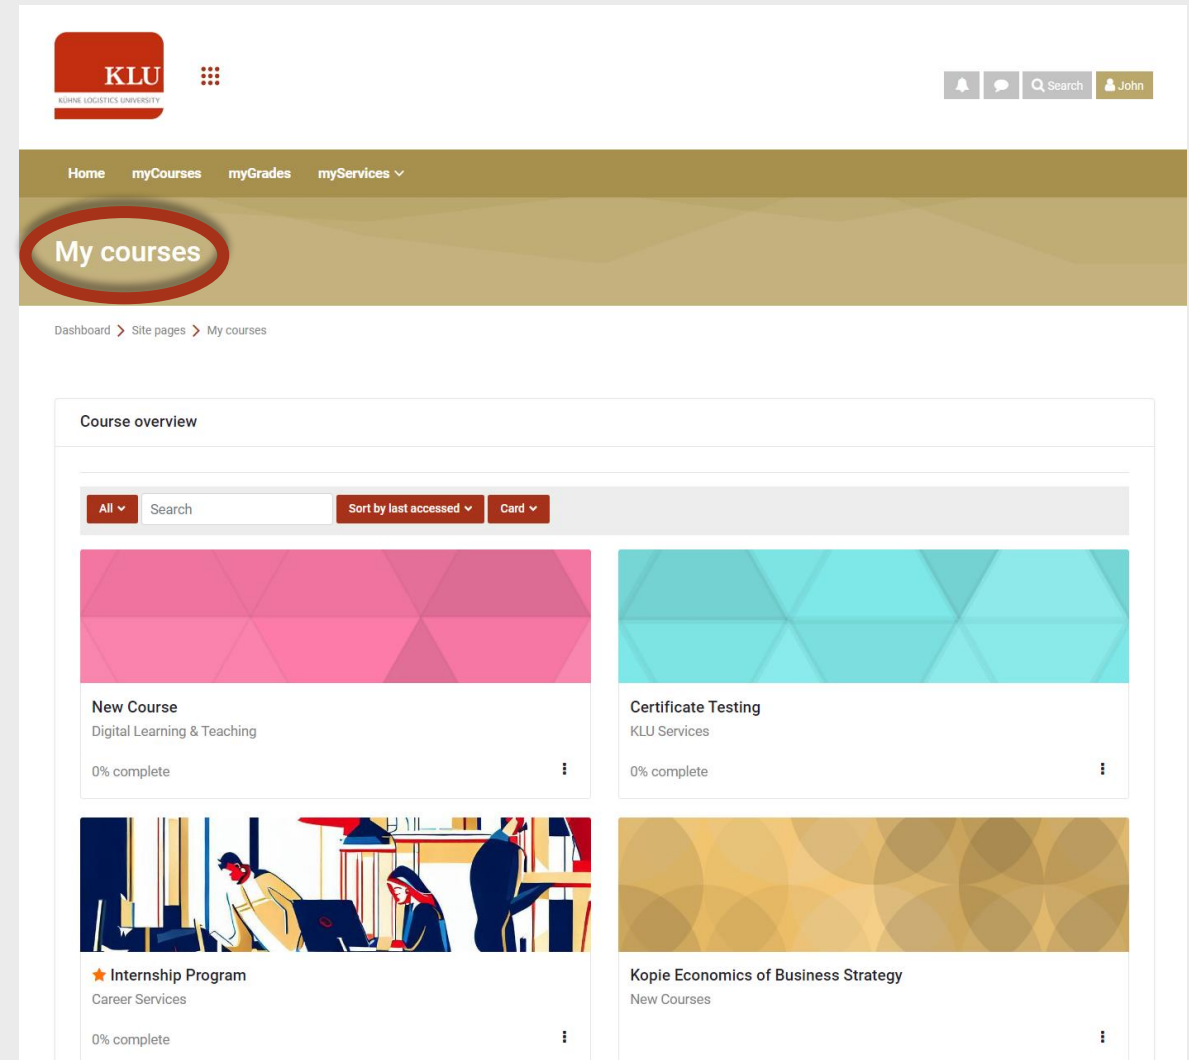 KLU
KÜHNE LOGISTICS UNIVERSITY
Search
John
Home myCourses myGrades myServices
My courses
Dashboard Site pages My courses
Course overview
All Search Sort by last accessed Card
New Course
Digital Learning & Teaching
0% complete
Certificate Testing
KLU Services
0% complete
Internship Program
Career Services
0% complete
Kopie Economics of Business Strategy
New Courses